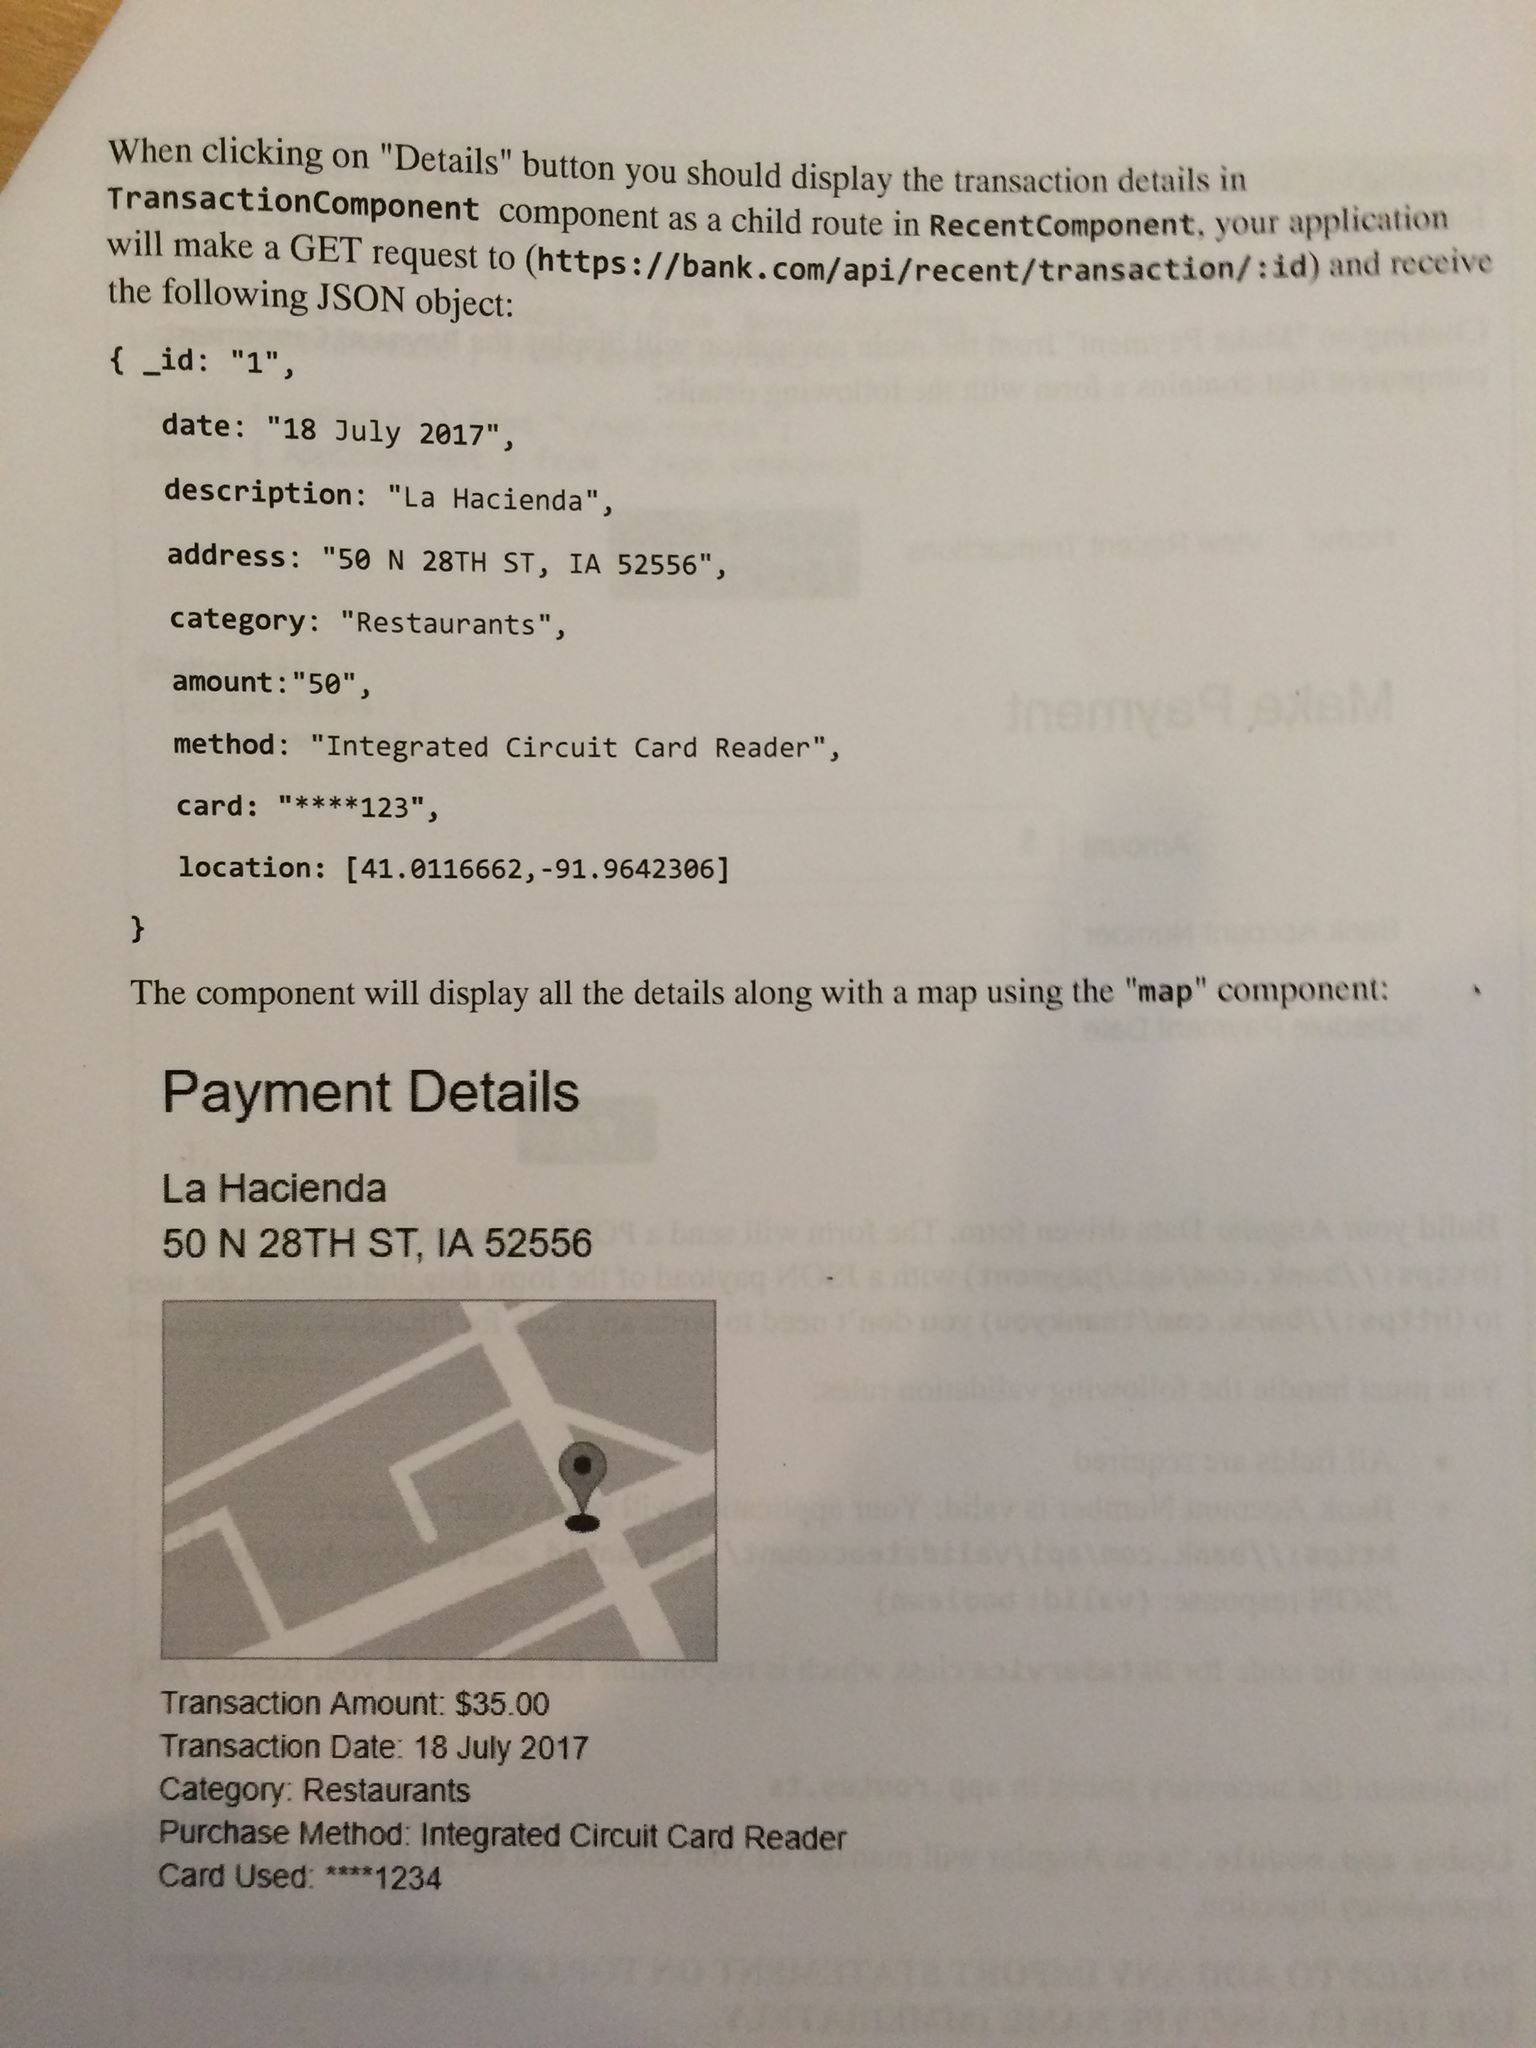 When clicking on "Details" button you should display the transaction details in
TransactionComponent component as a child route in RecentComponent, your application
will make a GET request to (https://bank.com/api/recent/transaction/:id) and receive
the following JSON object:
{ _id: "1",
date: "18 July 2017",
description: "La Hacienda",
address: "50 N 28TH ST, IA 52556",
category: "Restaurants",
amount:"50",
method: "Integrated Circuit Card Reader",
card: "****123",
location: [41.0116662,-91.9642306]
}
The component will display all the details along with a map using the "map" component:
Payment Details
La Hacienda
50 N 28TH ST, IA 52556
Transaction Amount: $35.00
Transaction Date: 18 July 2017
Category: Restaurants
Purchase Method: Integrated Circuit Card Reader
Card Used: ****1234